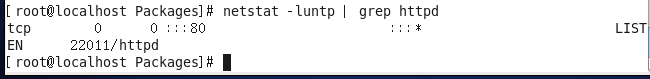 [root@localhost Packages]# netstat -luntp | grep httpd
tcp        0      0 :::80                       :::*                        LIST
EN      22011/httpd
[root@localhost Packages]#